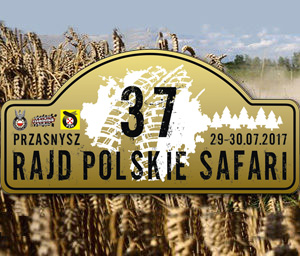 37
PRZASNYSZ 29-30.07.2017
RAJD POLSKIE SAFARI